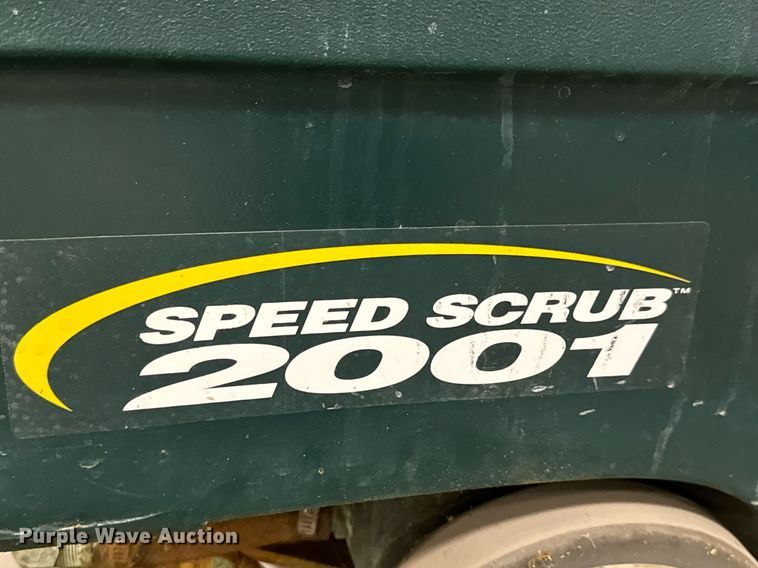 SPEED SCRUB™
2001
Purple Wave Auction